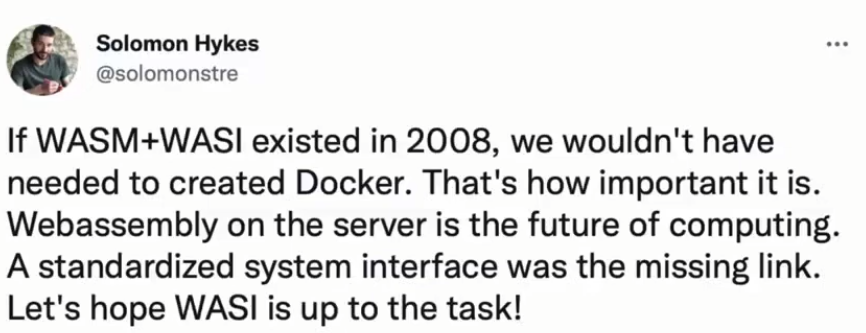 Solomon Hykes
@solomonstre
If WASM+WASI existed in 2008, we wouldn't have
needed to created Docker. That's how important it is.
Webassembly on the server is the future of computing.
A standardized system interface was the missing link.
Let's hope WASI is up to the task!